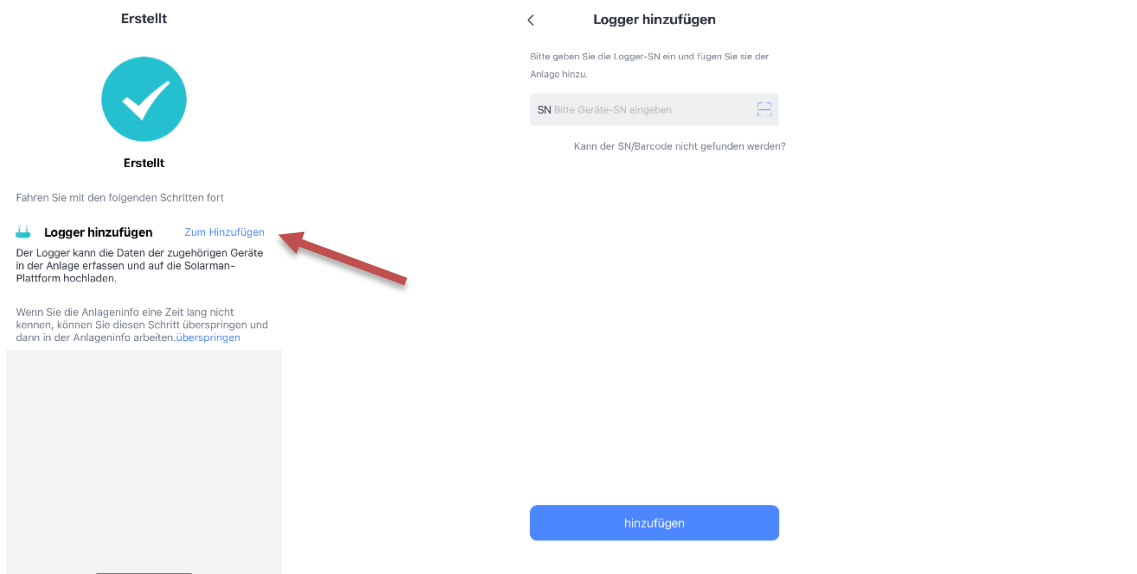 Erstellt
Erstellt
Fahren Sie mit den folgenden Schritten fort
Logger hinzufügen Zum Hinzufügen
Der Logger kann die Daten der zugehörigen Geräte
in der Anlage erfassen und auf die Solarman-
Plattform hochladen.
Wenn Sie die Anlageninfo eine Zeit lang nicht
kennen, können Sie diesen Schritt überspringen und
dann in der Anlageninfo arbeiten.überspringen
Logger hinzufügen
Bitte geben Sie die Logger-SN ein und fügen Sie sie der
Anlage hinzu.
SN Bitte Geräte-SN eingeben
Kann der SN/Barcode nicht gefunden werden?
hinzufügen